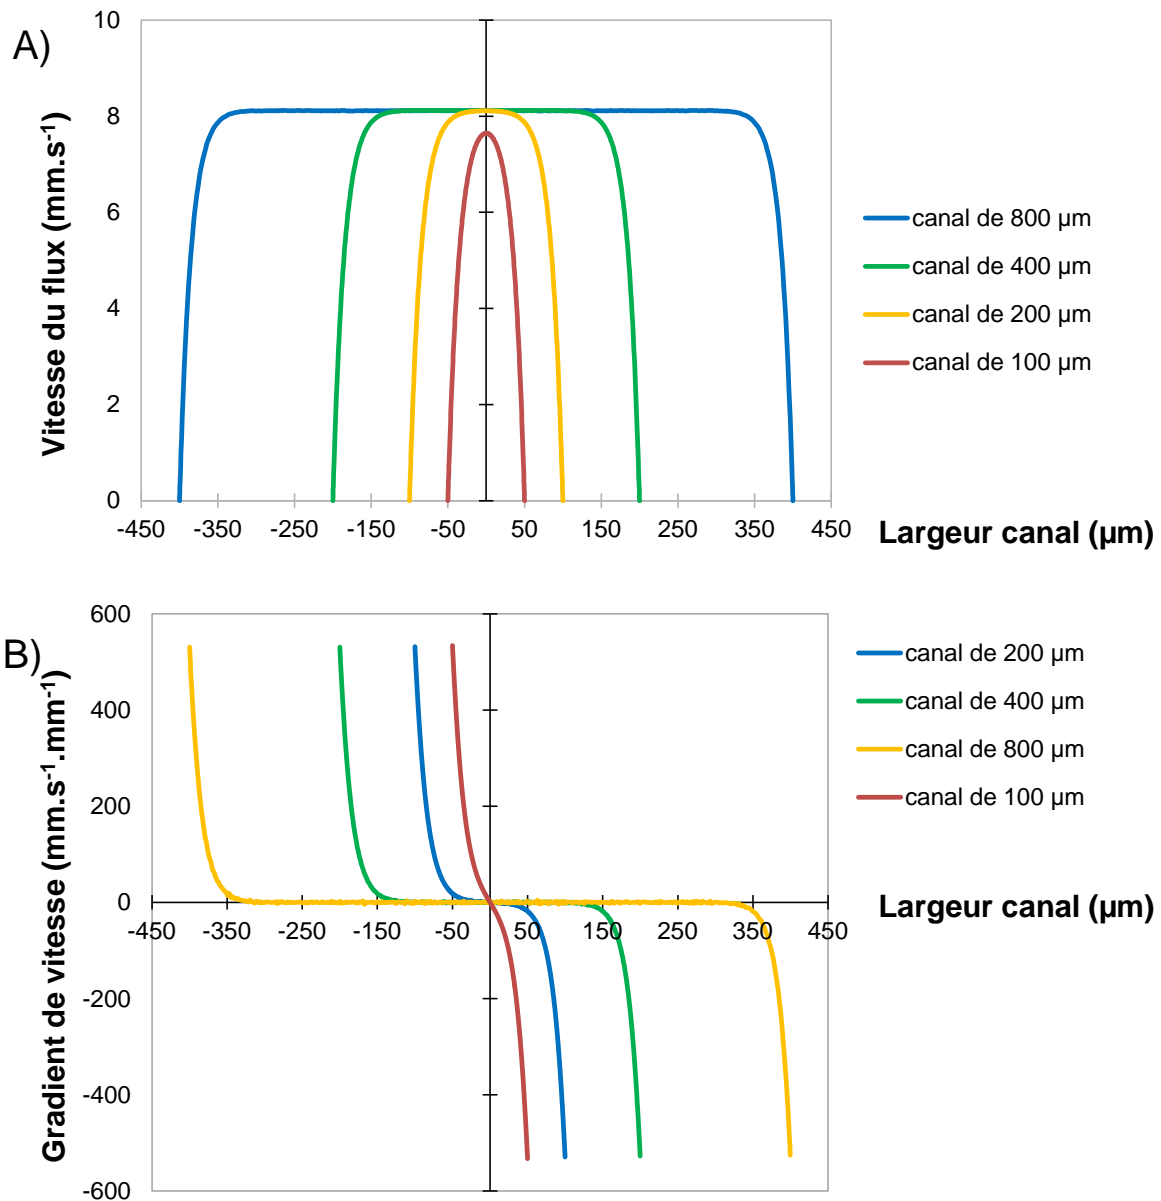 A)
Vitesse du flux (mm.s⁻¹)
10
8
6
4
2
0
-450 -350 -250 -150 -50 50 150 250 350 450
Largeur canal (µm)
canal de 800 µm
canal de 400 µm
canal de 200 µm
canal de 100 µm
B)
Gradient de vitesse (mm.s⁻¹.mm⁻¹)
600
400
200
0
-200
-400
-600
-450 -350 -250 -150 -50 50 150 250 350 450
Largeur canal (µm)
canal de 200 µm
canal de 400 µm
canal de 800 µm
canal de 100 µm